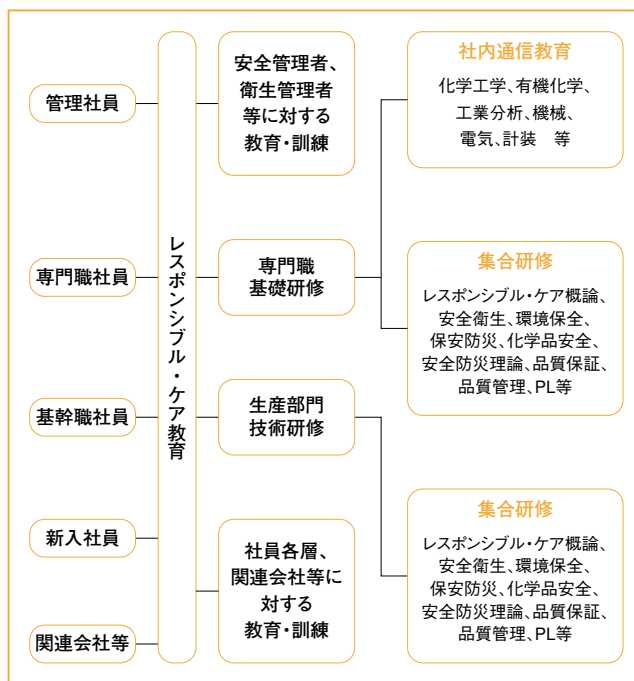 管理社員
専門職社員
基幹職社員
新入社員
関連会社等
レスポンシブル・ケア教育
安全管理者、
衛生管理者
等に対する
教育・訓練
専門職
基礎研修
生産部門
技術研修
社員各層、
関連会社等に
対する
教育・訓練
社内通信教育
化学工学、有機化学、
工業分析、機械、
電気、計装　等
集合研修
レスポンシブル・ケア概論、
安全衛生、環境保全、
保安防災、化学品安全、
安全防災理論、品質保証、
品質管理、PL等
集合研修
レスポンシブル・ケア概論、
安全衛生、環境保全、
保安防災、化学品安全、
安全防災理論、品質保証、
品質管理、PL等